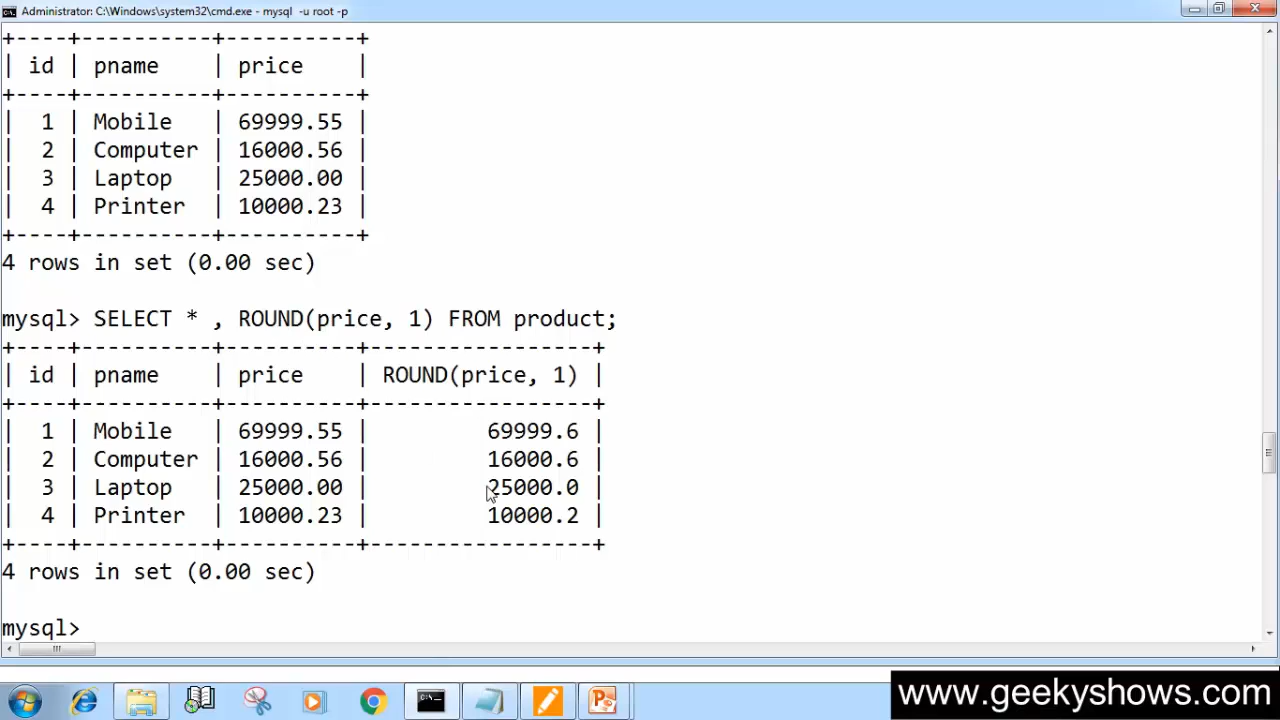 Administrator: C:\Windows\system32\cmd.exe - mysql  -u root -p
+----+----------+----------+
| id | pname    | price    |
+----+----------+----------+
|  1 | Mobile   | 69999.55 |
|  2 | Computer | 16000.56 |
|  3 | Laptop   | 25000.00 |
|  4 | Printer  | 10000.23 |
+----+----------+----------+
4 rows in set (0.00 sec)
mysql> SELECT * , ROUND(price, 1) FROM product;
+----+----------+----------+-----------------+
| id | pname    | price    | ROUND(price, 1) |
+----+----------+----------+-----------------+
|  1 | Mobile   | 69999.55 |         69999.6 |
|  2 | Computer | 16000.56 |         16000.6 |
|  3 | Laptop   | 25000.00 |         25000.0 |
|  4 | Printer  | 10000.23 |         10000.2 |
+----+----------+----------+-----------------+
4 rows in set (0.00 sec)
mysql>
www.geekyshows.com